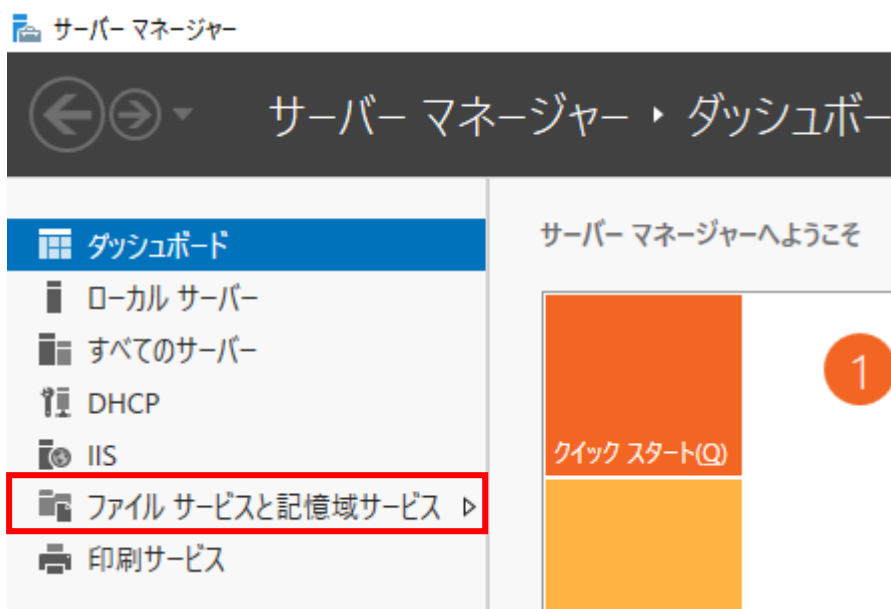 サーバー マネージャー
サーバー マネージャー ‣ ダッシュボー
ダッシュボード
ローカル サーバー
すべてのサーバー
DHCP
IIS
ファイル サービスと記憶域サービス
印刷サービス
サーバー マネージャーへようこそ
1
クイック スタート(Q)